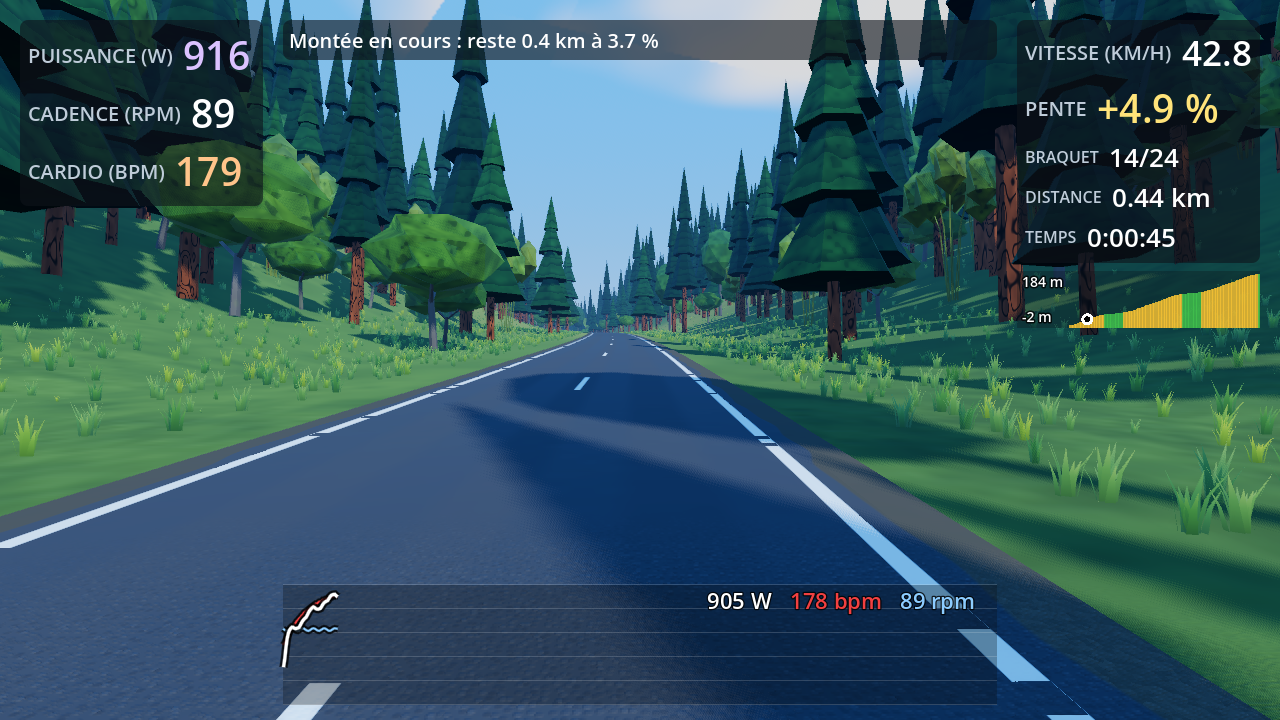 PUISSANCE (W) 916
CADENCE (RPM) 89
CARDIO (BPM) 179
Montée en cours : reste 0.4 km à 3.7 %
VITESSE (KM/H) 42.8
PENTE +4.9 %
BRAQUET 14/24
DISTANCE 0.44 km
TEMPS 0:00:45
184 m
-2 m
905 W 178 bpm 89 rpm